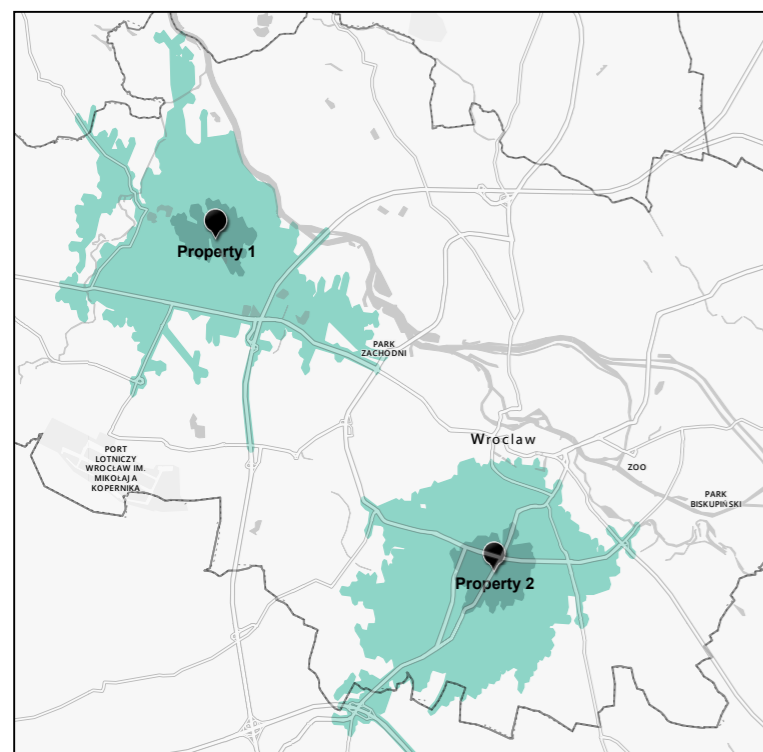 Property 1
PARK
ZACHODNI
Wroclaw
PORT
LOTNICZY
WROCŁAW IM.
MIKOŁAJA
KOPERNIKA
ZOO
PARK
BISKUPIŃSKI
Property 2